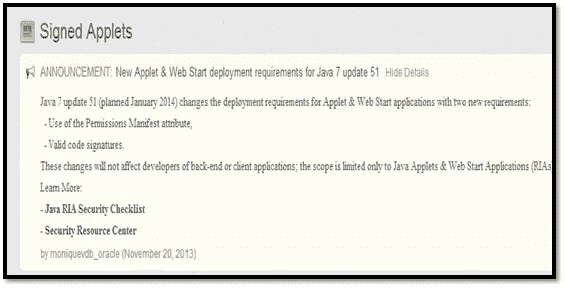 Signed Applets
ANNOUNCEMENT: New Applet & Web Start deployment requirements for Java 7 update 51 Hide Details
Java 7 update 51 (planned January 2014) changes the deployment requirements for Applet & Web Start applications with two new requirements:
- Use of the Permissions Manifest attribute,
- Valid code signatures.
These changes will not affect developers of back-end or client applications; the scope is limited only to Java Applets & Web Start Applications (RIAs
Learn More:
- Java RIA Security Checklist
- Security Resource Center
by moniquevdb_oracle (November 20, 2013)